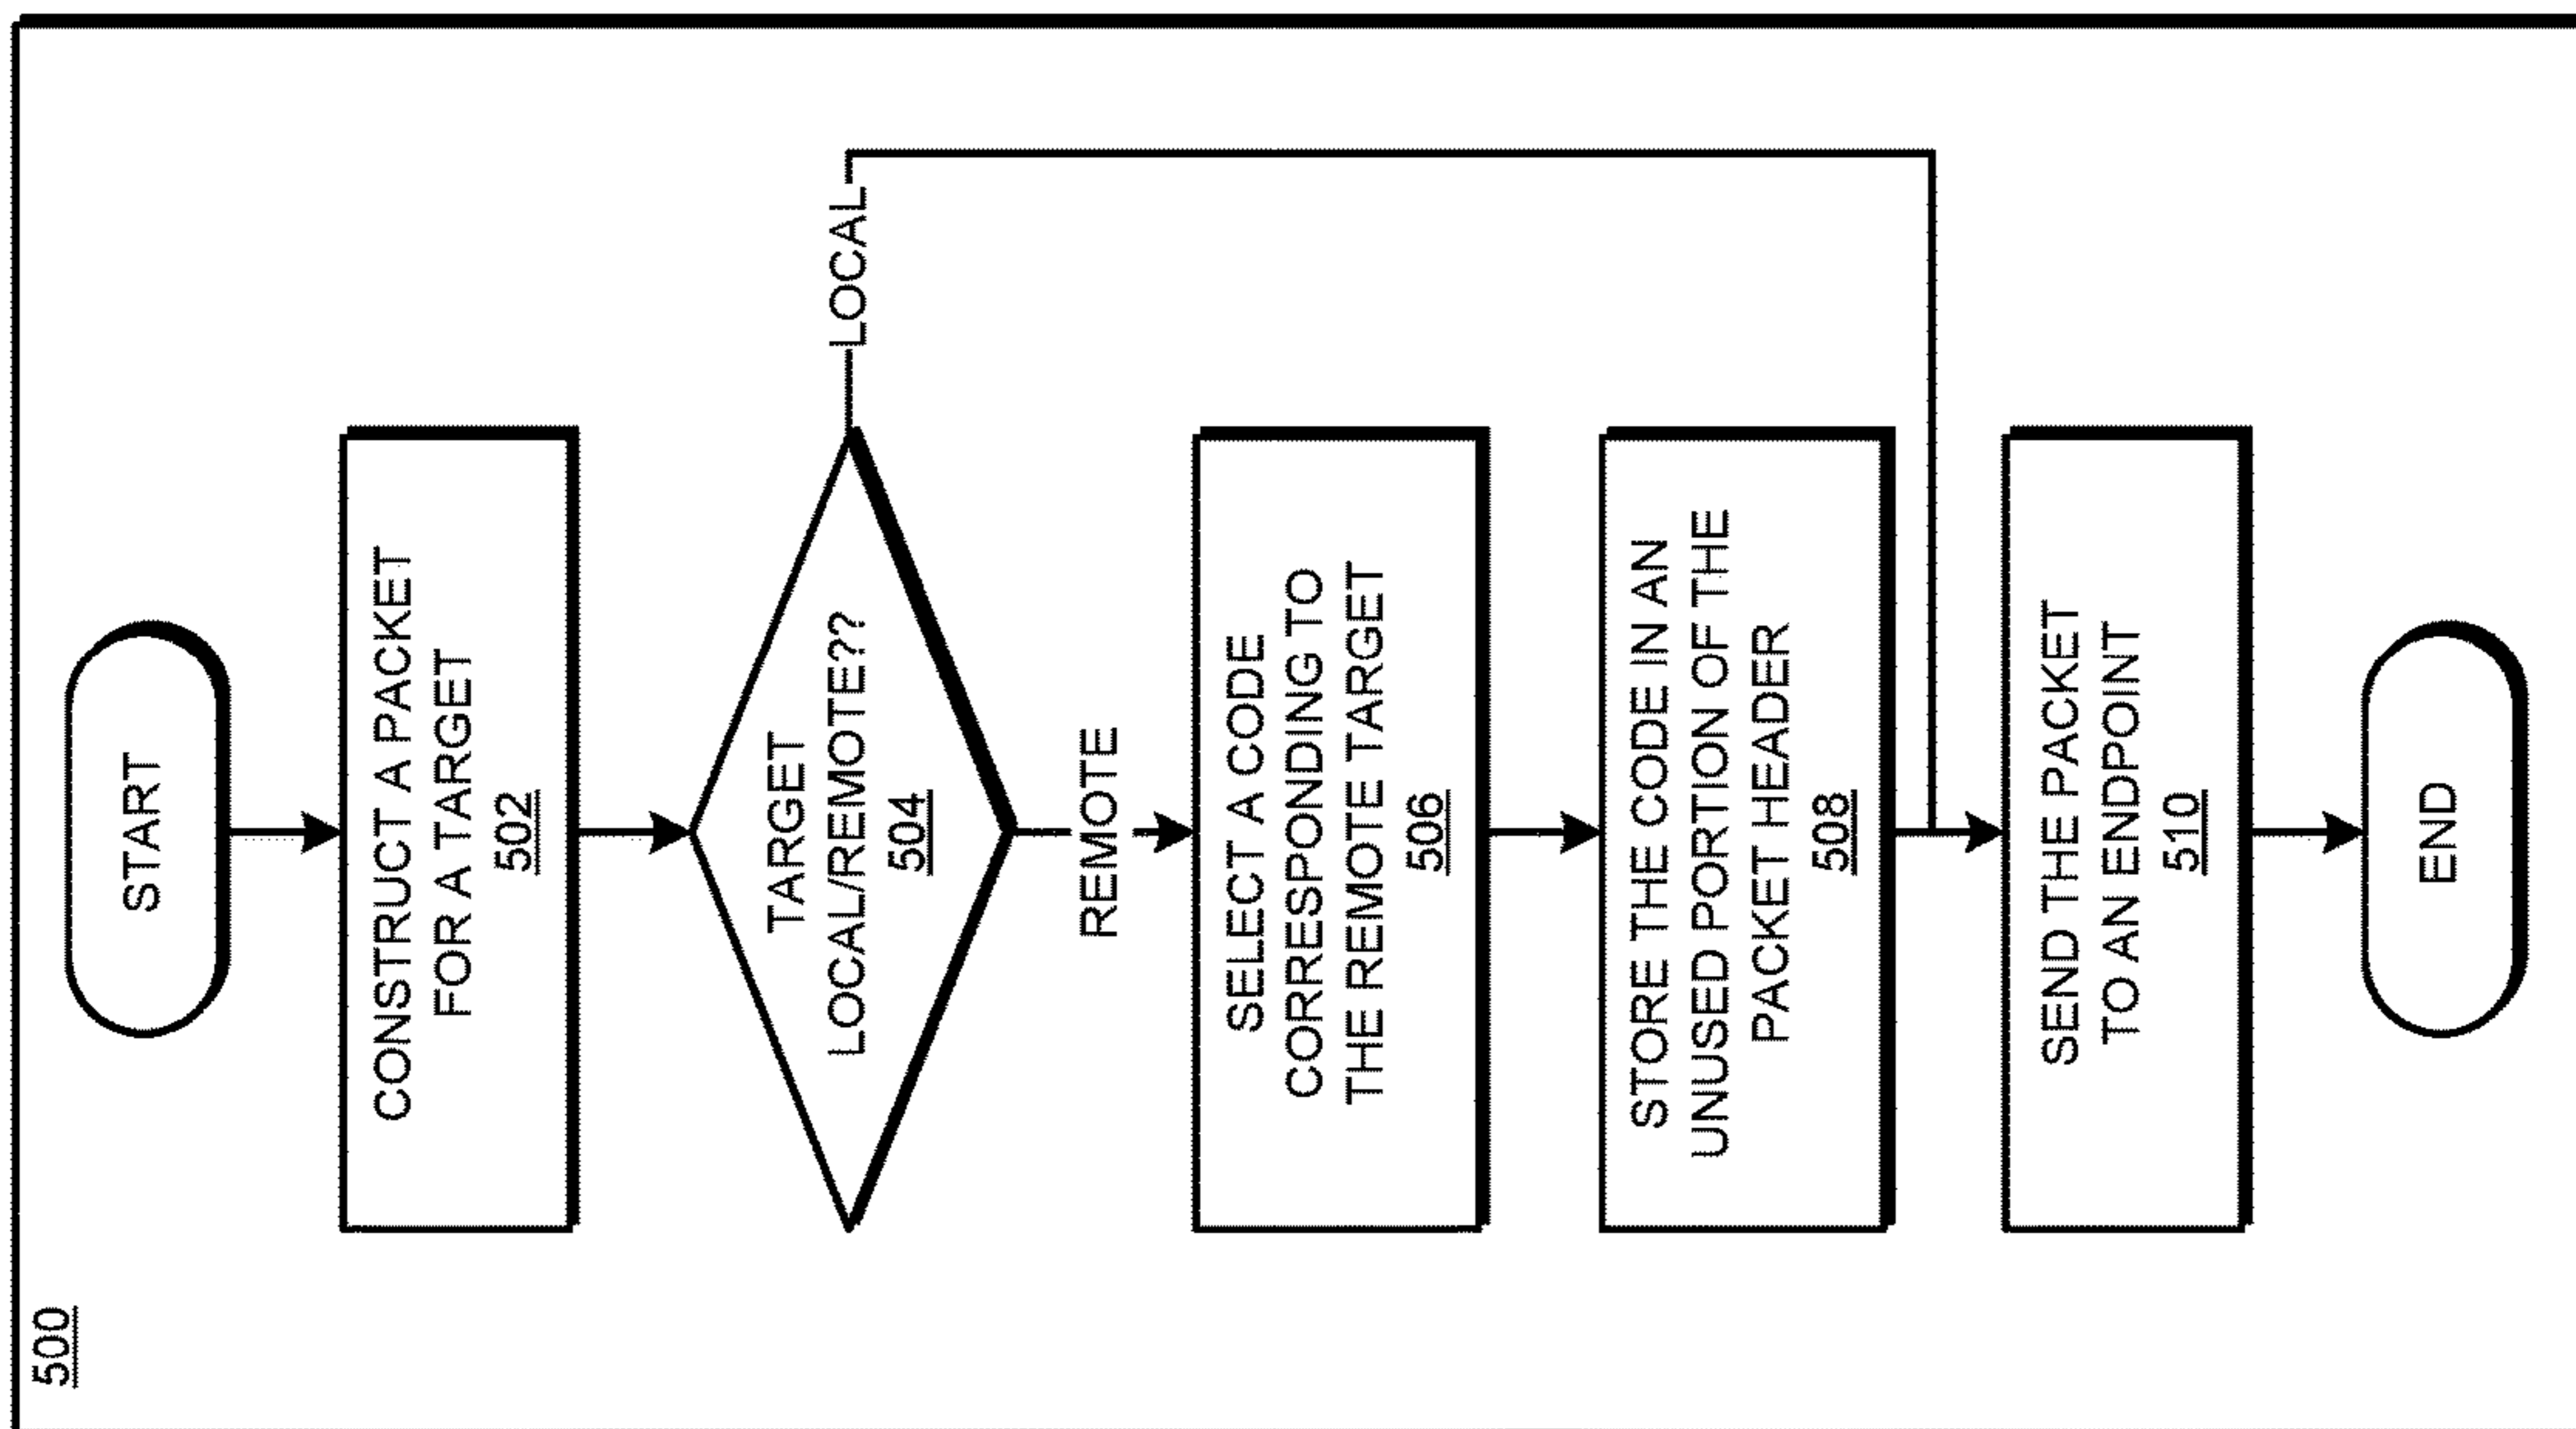 500
START
CONSTRUCT A PACKET
FOR A TARGET
502
TARGET
LOCAL/REMOTE??
504
LOCAL
REMOTE
SELECT A CODE
CORRESPONDING TO
THE REMOTE TARGET
506
STORE THE CODE IN AN
UNUSED PORTION OF THE
PACKET HEADER
508
SEND THE PACKET
TO AN ENDPOINT
510
END